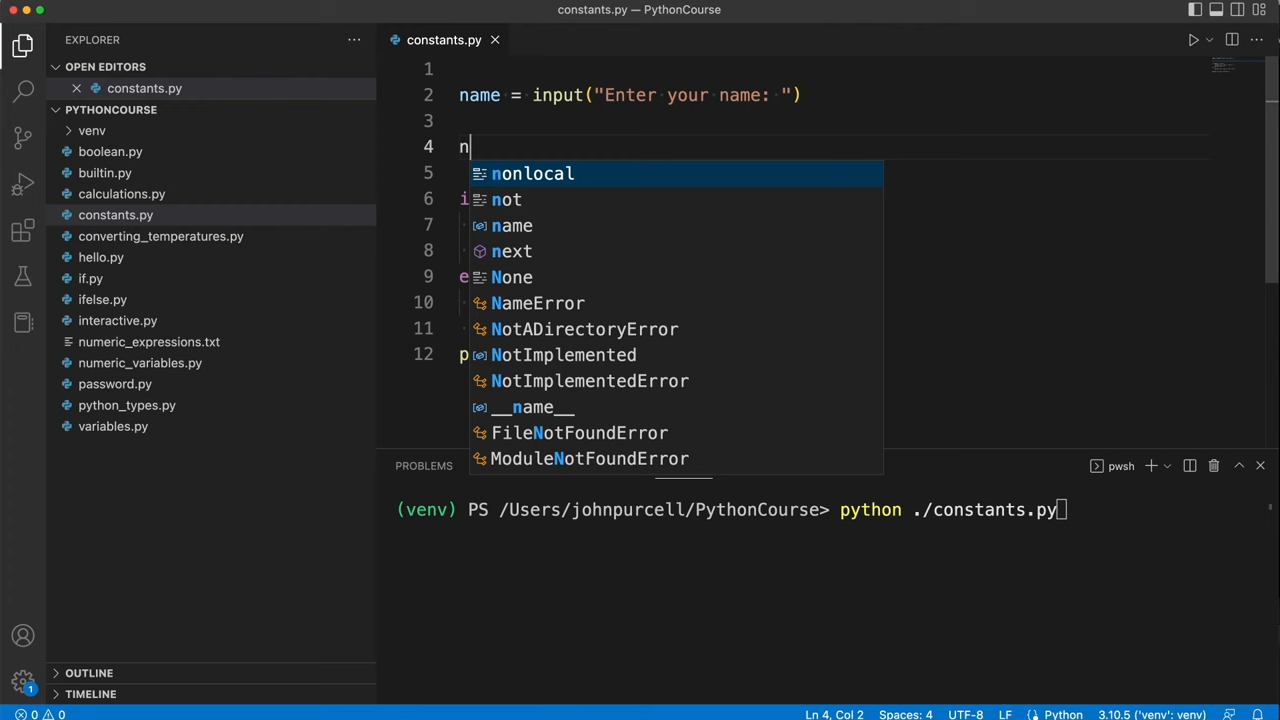 constants.py — PythonCourse
EXPLORER
OPEN EDITORS
constants.py
PYTHONCOURSE
venv
boolean.py
builtin.py
calculations.py
constants.py
converting_temperatures.py
hello.py
if.py
ifelse.py
interactive.py
numeric_expressions.txt
numeric_variables.py
password.py
python_types.py
variables.py
OUTLINE
TIMELINE
constants.py
1
2 name = input("Enter your name: ")
3
4 n
5 nonlocal
not
6 i
7 name
8 next
9 e None
10 NameError
11 NotADirectoryError
12 p NotImplemented
NotImplementedError
__name__
FileNotFoundError
ModuleNotFoundError
PROBLEMS
pwsh
(venv) PS /Users/johnpurcell/PythonCourse> python ./constants.py
1
0 0
Ln 4, Col 2 Spaces: 4 UTF-8 LF Python 3.10.5 ('venv': venv)